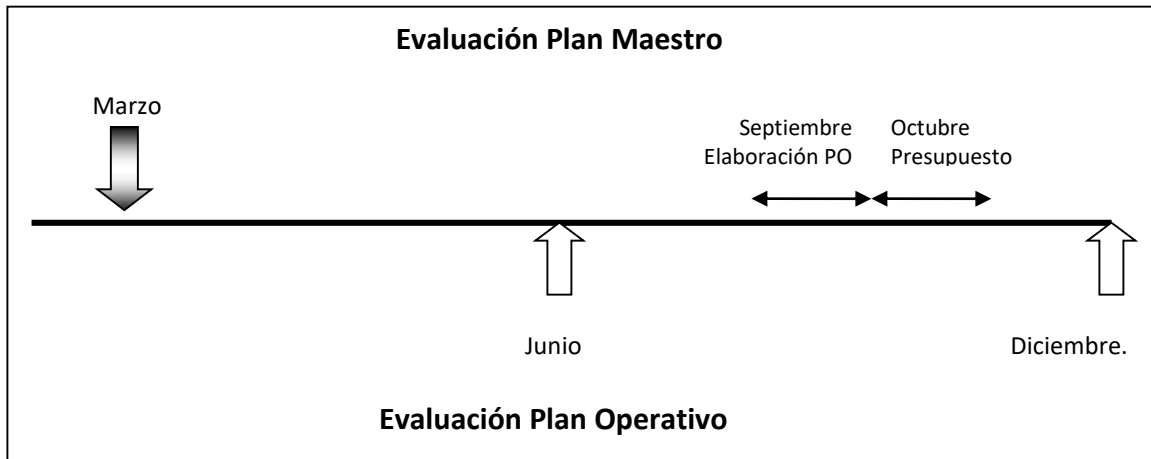 Evaluación Plan Maestro
Marzo
Septiembre
Elaboración PO
Octubre
Presupuesto
Junio
Diciembre.
Evaluación Plan Operativo